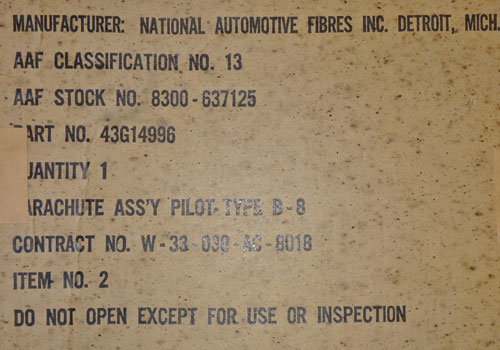 MANUFACTURER: NATIONAL AUTOMOTIVE FIBRES INC. DETROIT, MICH.
AAF CLASSIFICATION NO. 13
AAF STOCK NO. 8300-637125
ART NO. 43G14996
UANTITY 1
ARACHUTE ASS'Y PILOT-TYPE B-8
CONTRACT NO. W-33-038-AC-8018
ITEM NO. 2
DO NOT OPEN EXCEPT FOR USE OR INSPECTION